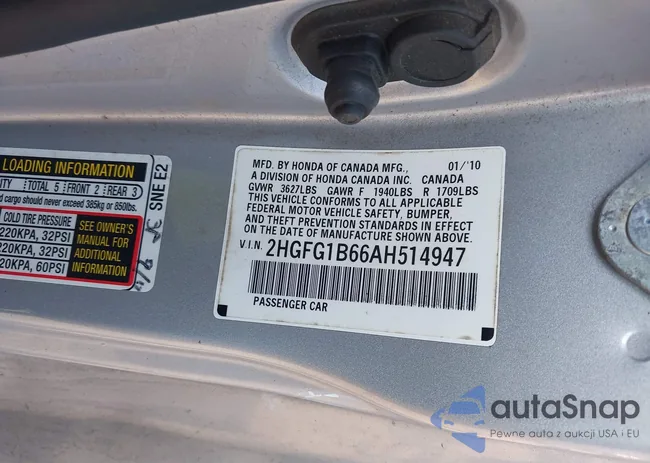 LOADING INFORMATION
NITY TOTAL 5 FRONT 2 REAR 3
d cargo should never exceed 385kg or 850lbs.
COLD TIRE PRESSURE
220KPA, 32PSI
220KPA, 32PSI
20KPA, 60PSI
SEE OWNER'S
MANUAL FOR
ADDITIONAL
INFORMATION
SNE E2
MFD. BY HONDA OF CANADA MFG., 01/'10
A DIVISION OF HONDA CANADA INC. CANADA
GVWR 3627LBS GAWR F 1940LBS R 1709LBS
THIS VEHICLE CONFORMS TO ALL APPLICABLE
FEDERAL MOTOR VEHICLE SAFETY, BUMPER,
AND THEFT PREVENTION STANDARDS IN EFFECT
ON THE DATE OF MANUFACTURE SHOWN ABOVE.
V.I.N. 2HGFG1B66AH514947
PASSENGER CAR
autaSnap
Pewne auta z aukcji USA i EU